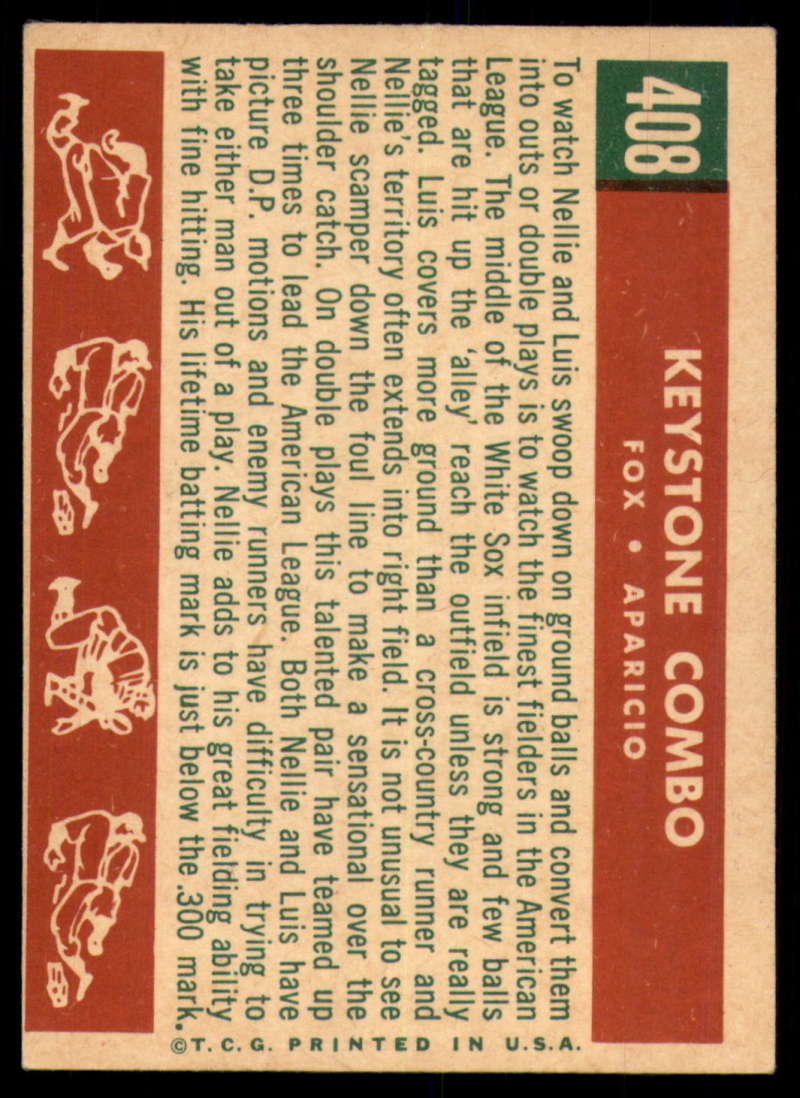 408
KEYSTONE COMBO
FOX • APARICIO
To watch Nellie and Luis swoop down on ground balls and convert them
into outs or double plays is to watch the finest fielders in the American
League. The middle of the White Sox infield is strong and few balls
that are hit up the 'alley' reach the outfield unless they are really
tagged. Luis covers more ground than a cross-country runner and
Nellie's territory often extends into right field. It is not unusual to see
Nellie scamper down the foul line to make a sensational over the
shoulder catch. On double plays this talented pair have teamed up
three times to lead the American League. Both Nellie and Luis have
picture D.P. motions and enemy runners have difficulty in trying to
take either man out of a play. Nellie adds to his great fielding ability
with fine hitting. His lifetime batting mark is just below the .300 mark.
© T. C. G. PRINTED IN U.S.A.